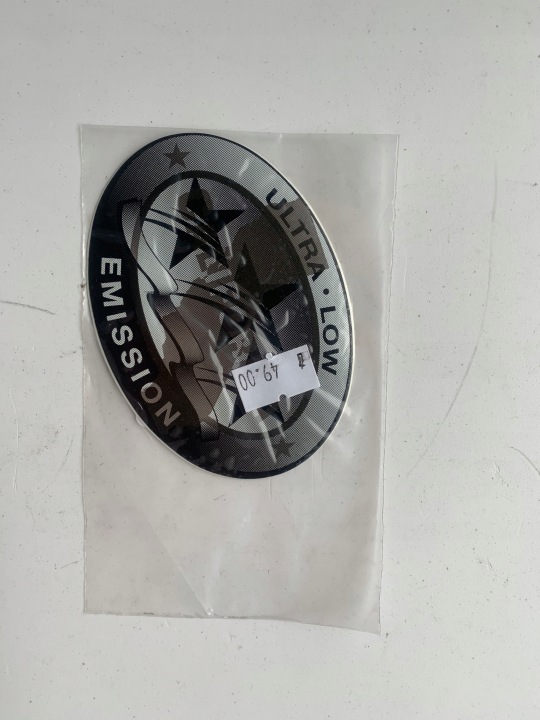 ULTRA · LOW
EMISSION
49.00